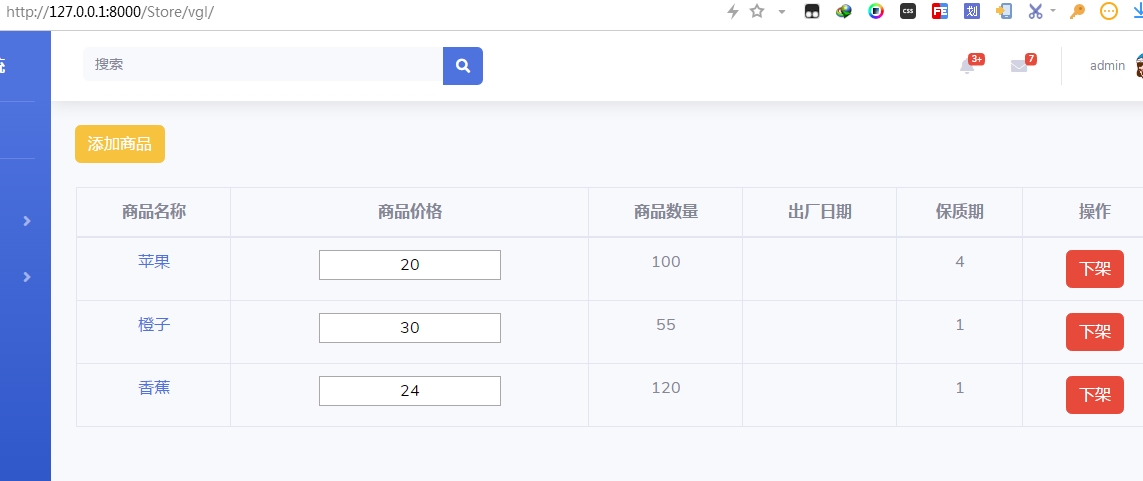 http://127.0.0.1:8000/Store/vgl/
统
搜索
3+
7
admin
添加商品
商品名称 商品价格 商品数量 出厂日期 保质期 操作
苹果 20 100 4 下架
橙子 30 55 1 下架
香蕉 24 120 1 下架